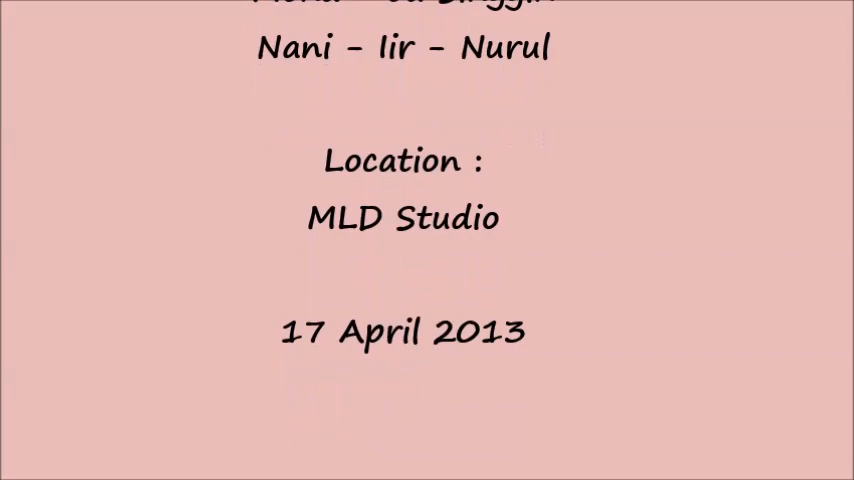 Nani - Iir - Nurul
Location :
MLD Studio
17 April 2013